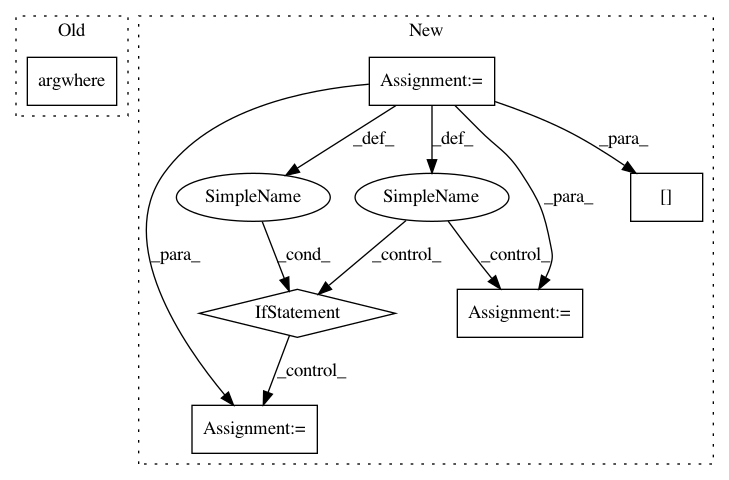 Old
New
argwhere
Assignment:=
_def_
_def_
_para_
SimpleName
SimpleName
[]
_para_
_para_
_cond_
_control_
_control_
IfStatement
Assignment:=
_control_
Assignment:=